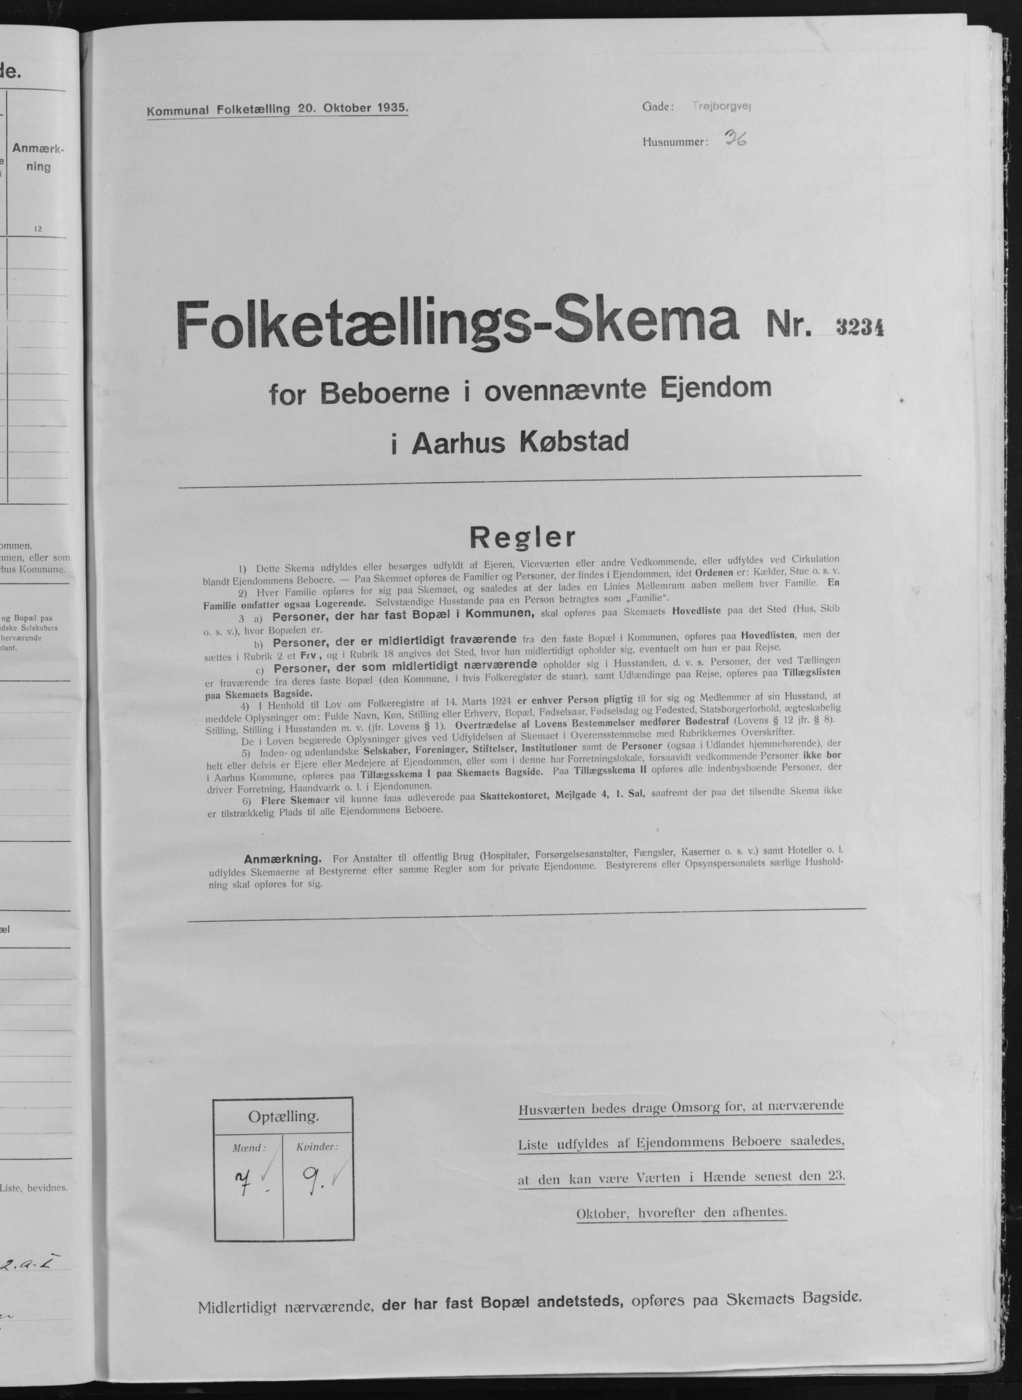 de.
Anmærk-
ning
12
ommen.
mmen, eller som
rhus Kommune.
og Bopæl paa
ndske Selskabers
herværende
æl
Liste, bevidnes.
2. a. I
Kommunal Folketælling 20. Oktober 1935.
Gade: Trøjborgvej
Husnummer: 36
Folketællings-Skema Nr. 3234
for Beboerne i ovennævnte Ejendom
i Aarhus Købstad
Regler
1) Dette Skema udfyldes eller besørges udfyldt af Ejeren, Viceværten eller andre Vedkommende, eller udfyldes ved Cirkulation
blandt Ejendommens Beboere. — Paa Skemaet opføres de Familier og Personer, der findes i Ejendommen, idet Ordenen er: Kælder, Stue o. s. v.
2) Hver Familie opføres for sig paa Skemaet, og saaledes at der lades en Linies Mellemrum aaben mellem hver Familie. En
Familie omfatter ogsaa Logerende. Selvstændige Husstande paa en Person betragtes som „Familie".
3 a) Personer, der har fast Bopæl i Kommunen, skal opføres paa Skemaets Hovedliste paa det Sted (Hus, Skib
o. s. v.), hvor Bopælen er.
b) Personer, der er midlertidigt fraværende fra den faste Bopæl i Kommunen, opføres paa Hovedlisten, men der
sættes i Rubrik 2 et Frv., og i Rubrik 18 angives det Sted, hvor han midlertidigt opholder sig, eventuelt om han er paa Rejse.
c) Personer, der som midlertidigt nærværende opholder sig i Husstanden, d. v. s. Personer, der ved Tællingen
er fraværende fra deres faste Bopæl (den Kommune, i hvis Folkeregister de staar), samt Udlændinge paa Rejse, opføres paa Tillægslisten
paa Skemaets Bagside.
4) I Henhold til Lov om Folkeregistre af 14. Marts 1924 er enhver Person pligtig til for sig og Medlemmer af sin Husstand, at
meddele Oplysninger om: Fulde Navn, Køn, Stilling eller Erhverv, Bopæl, Fødselsaar, Fødselsdag og Fødested, Statsborgerforhold, ægteskabelig
Stilling, Stilling i Husstanden m. v. (jfr. Lovens § 1). Overtrædelse af Lovens Bestemmelser medfører Bødestraf (Lovens § 12 jfr. § 8).
De i Loven begærede Oplysninger gives ved Udfyldelsen af Skemaet i Overensstemmelse med Rubrikkernes Overskrifter.
5) Inden- og udenlandske Selskaber, Foreninger, Stiftelser, Institutioner samt de Personer (ogsaa i Udlandet hjemmehørende), der
helt eller delvis er Ejere eller Medejere af Ejendommen, eller som i denne har Forretningslokale, forsaavidt vedkommende Personer ikke bor
i Aarhus Kommune, opføres paa Tillægsskema I paa Skemaets Bagside. Paa Tillægsskema II opføres alle indenbysboende Personer, der
driver Forretning, Haandværk o. l. i Ejendommen.
6) Flere Skemaer vil kunne faas udleverede paa Skattekontoret, Mejlgade 4, 1. Sal, saafremt der paa det tilsendte Skema ikke
er tilstrækkelig Plads til alle Ejendommens Beboere.
Anmærkning. For Anstalter til offentlig Brug (Hospitaler, Forsørgelsesanstalter, Fængsler, Kaserner o. s. v.) samt Hoteller o. l.
udfyldes Skemaerne af Bestyrerne efter samme Regler som for private Ejendomme. Bestyrerens eller Opsynspersonalets særlige Hushold-
ning skal opføres for sig.
Optælling.
Mænd: Kvinder:
7. 9.
Husværten bedes drage Omsorg for, at nærværende
Liste udfyldes af Ejendommens Beboere saaledes,
at den kan være Værten i Hænde senest den 23.
Oktober, hvorefter den afhentes.
Midlertidigt nærværende, der har fast Bopæl andetsteds, opføres paa Skemaets Bagside.